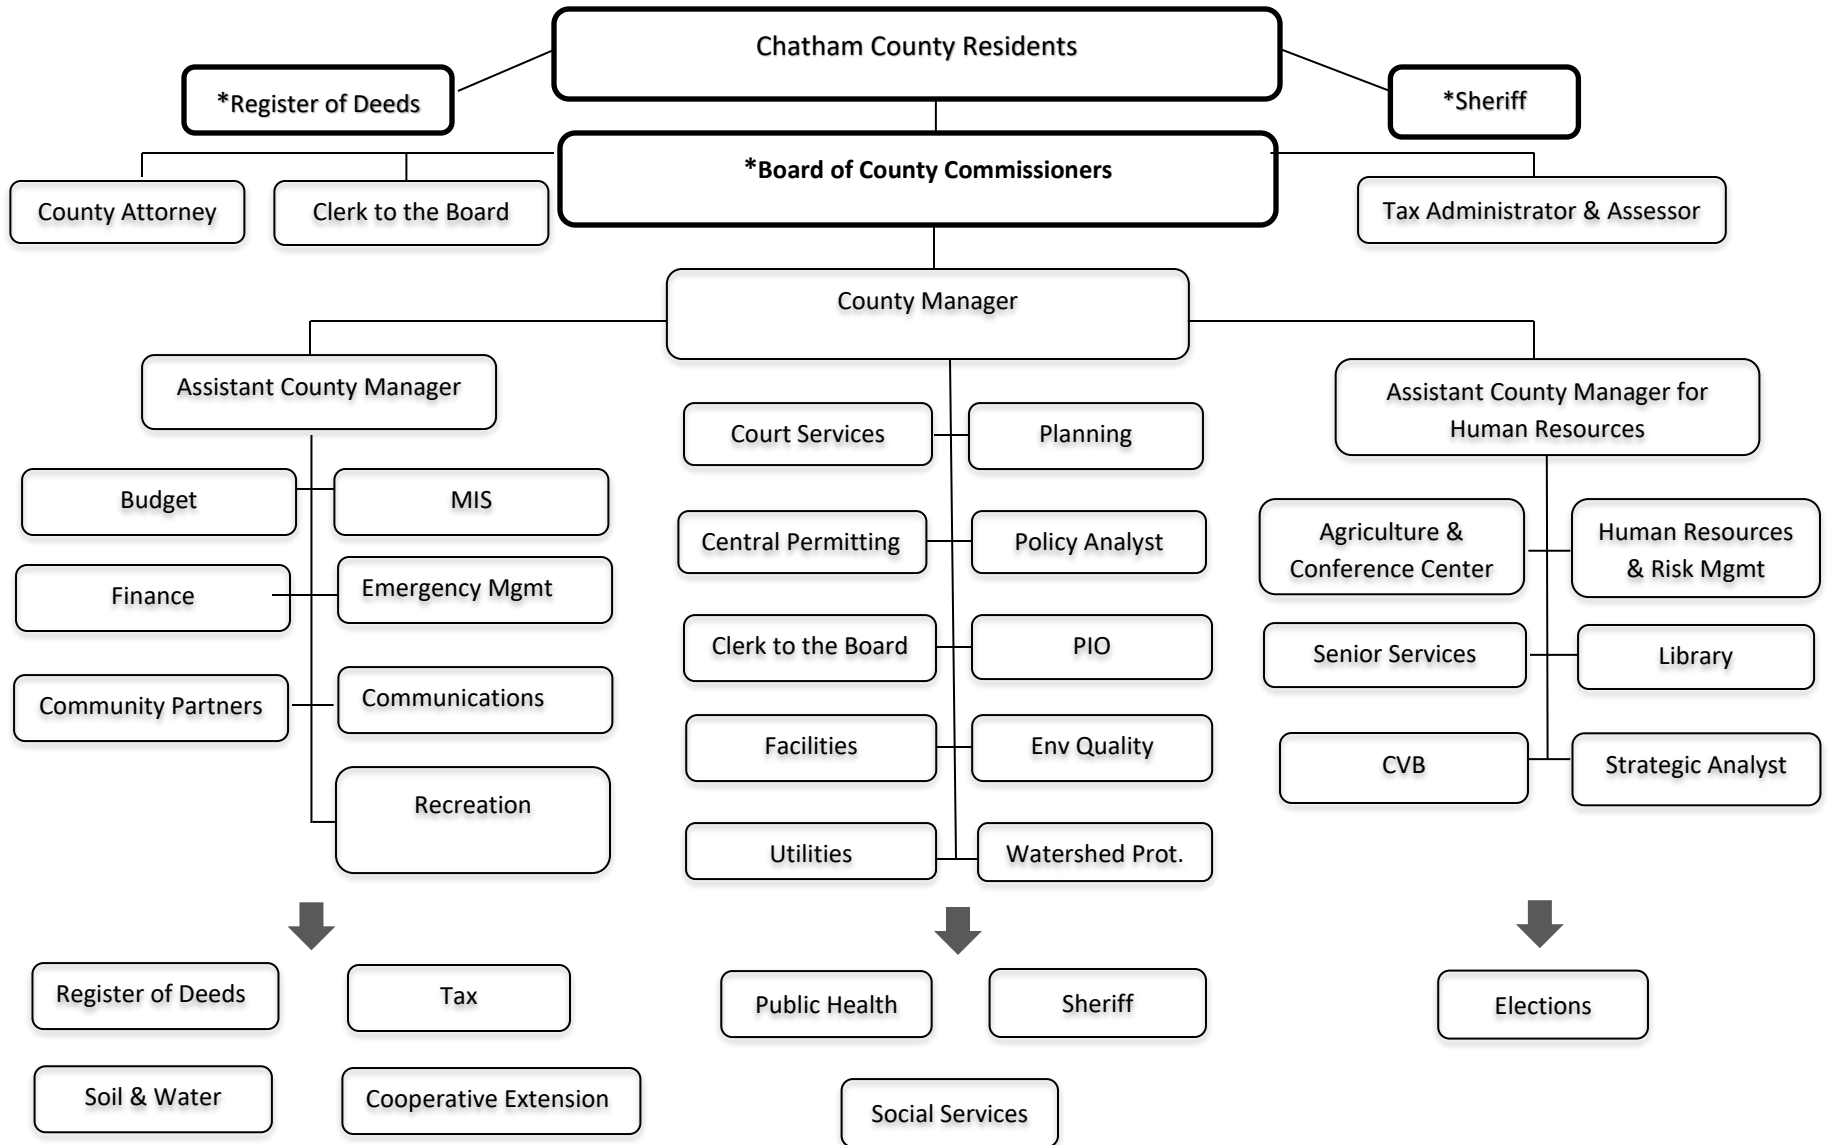 Chatham County Residents
*Register of Deeds
*Sheriff
*Board of County Commissioners
County Attorney
Clerk to the Board
Tax Administrator & Assessor
County Manager
Assistant County Manager
Assistant County Manager for
Human Resources
Budget
MIS
Finance
Emergency Mgmt
Community Partners
Communications
Recreation
Court Services
Planning
Central Permitting
Policy Analyst
Clerk to the Board
PIO
Facilities
Env Quality
Utilities
Watershed Prot.
Agriculture &
Conference Center
Human Resources
& Risk Mgmt
Senior Services
Library
CVB
Strategic Analyst
Register of Deeds
Tax
Soil & Water
Cooperative Extension
Public Health
Sheriff
Social Services
Elections